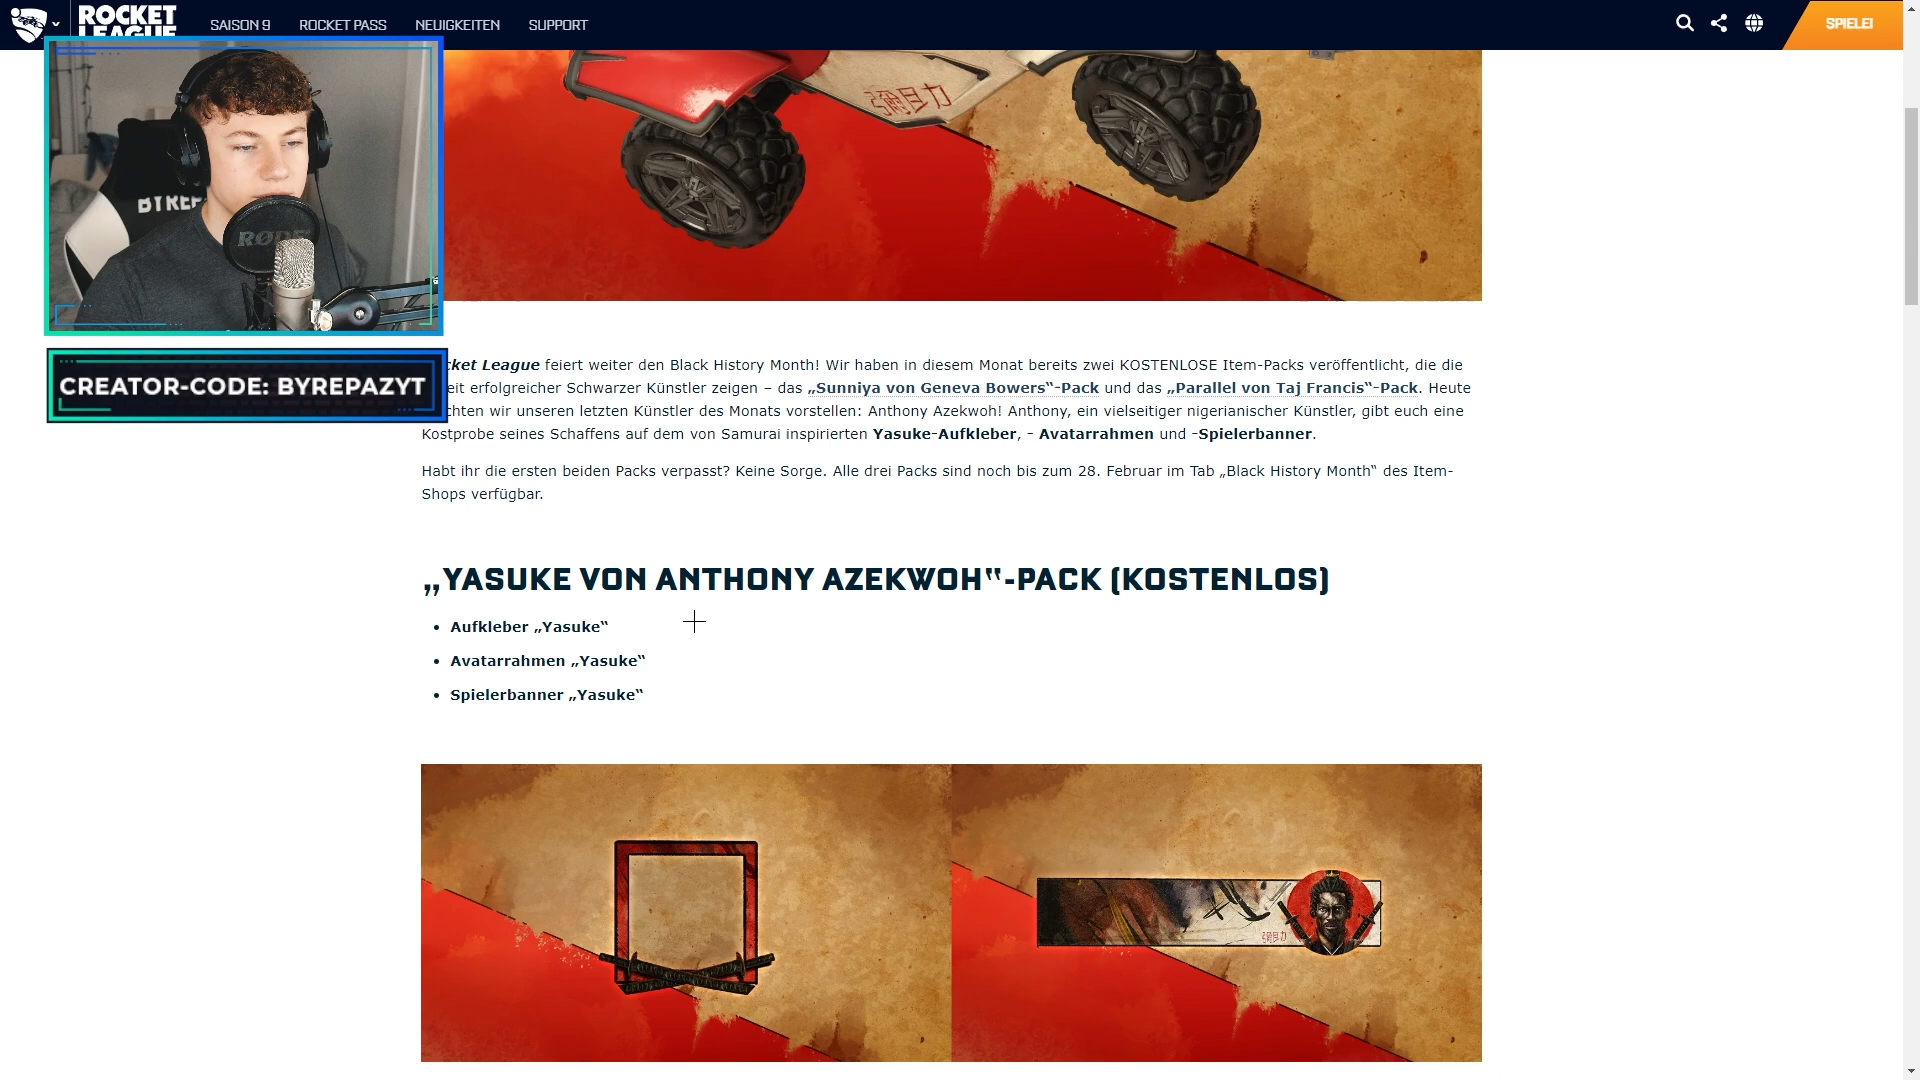 ROCKET
LEAGUE
SAISON 9
ROCKET PASS
NEUIGKEITEN
SUPPORT
SPIELE!
RØDE
強目力
CREATOR-CODE: BYREPAZYT
cket League feiert weiter den Black History Month! Wir haben in diesem Monat bereits zwei KOSTENLOSE Item-Packs veröffentlicht, die die
eit erfolgreicher Schwarzer Künstler zeigen – das „Sunniya von Geneva Bowers“-Pack und das „Parallel von Taj Francis“-Pack. Heute
chten wir unseren letzten Künstler des Monats vorstellen: Anthony Azekwoh! Anthony, ein vielseitiger nigerianischer Künstler, gibt euch eine
Kostprobe seines Schaffens auf dem von Samurai inspirierten Yasuke-Aufkleber, - Avatarrahmen und -Spielerbanner.
Habt ihr die ersten beiden Packs verpasst? Keine Sorge. Alle drei Packs sind noch bis zum 28. Februar im Tab „Black History Month“ des Item-
Shops verfügbar.
„YASUKE VON ANTHONY AZEKWOH“-PACK (KOSTENLOS)
• Aufkleber „Yasuke“
• Avatarrahmen „Yasuke“
• Spielerbanner „Yasuke“